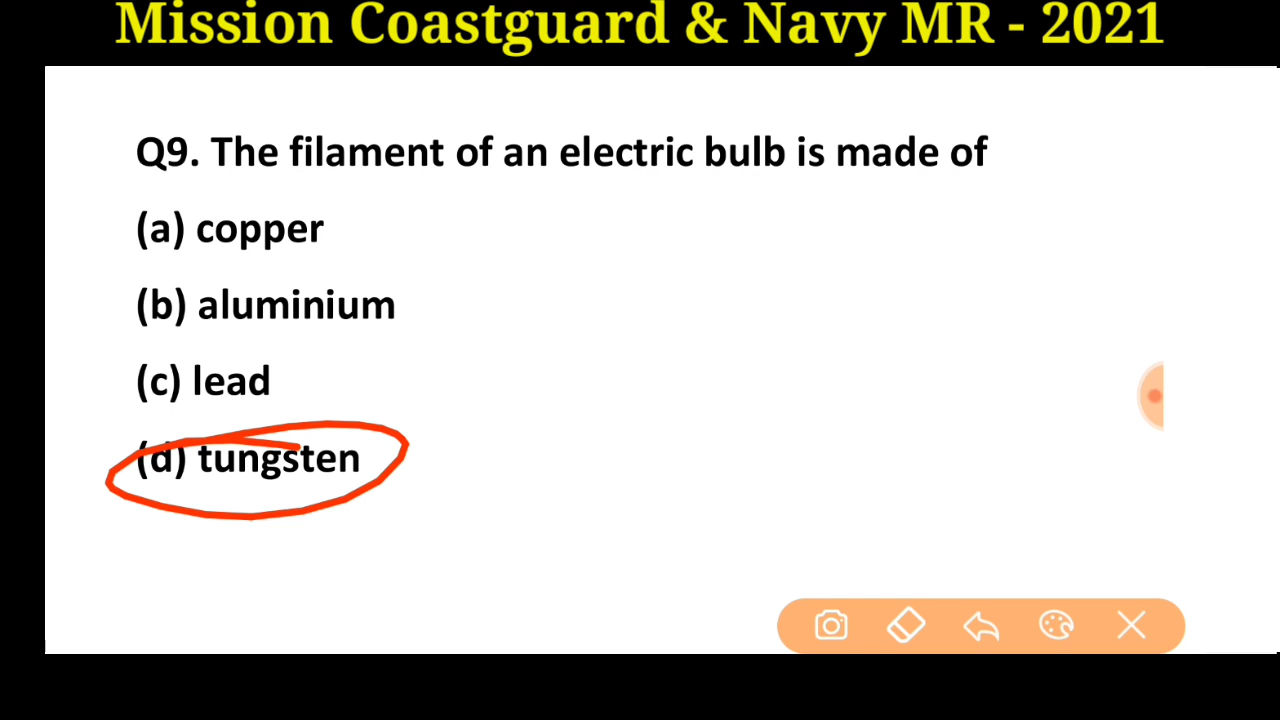 Mission Coastguard & Navy MR - 2021
Q9. The filament of an electric bulb is made of
(a) copper
(b) aluminium
(c) lead
(d) tungsten